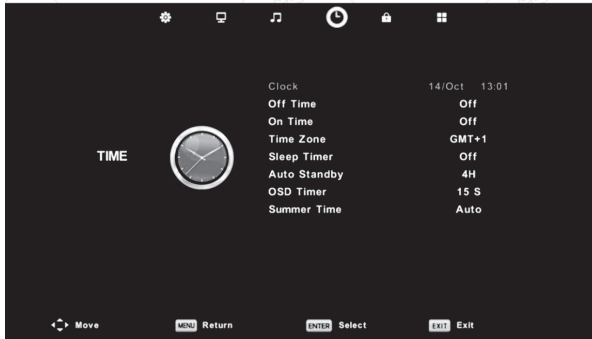 Clock 14/Oct 13:01
Off Time Off
On Time Off
Time Zone GMT+1
TIME
Sleep Timer Off
Auto Standby 4H
OSD Timer 15 S
Summer Time Auto
Move MENU Return ENTER Select EXIT Exit